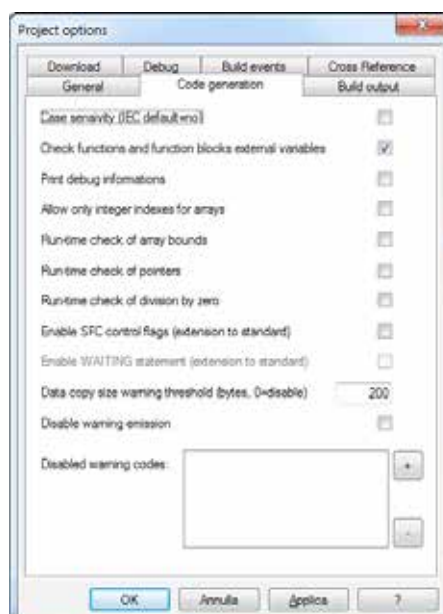 Project options
Download Debug Build events Cross Reference
General Code generation Build output
Case sensivity (IEC default=no)
Check functions and function blocks external variables
Print debug informations
Allow only integer indexes for arrays
Run-time check of array bounds
Run-time check of pointers
Run-time check of division by zero
Enable SFC control flags (extension to standard)
Enable WAITING statement (extension to standard)
Data copy size warning threshold (bytes, 0=disable) 200
Disable warning emission
Disabled warning codes: +
-
OK Annulla Applica ?